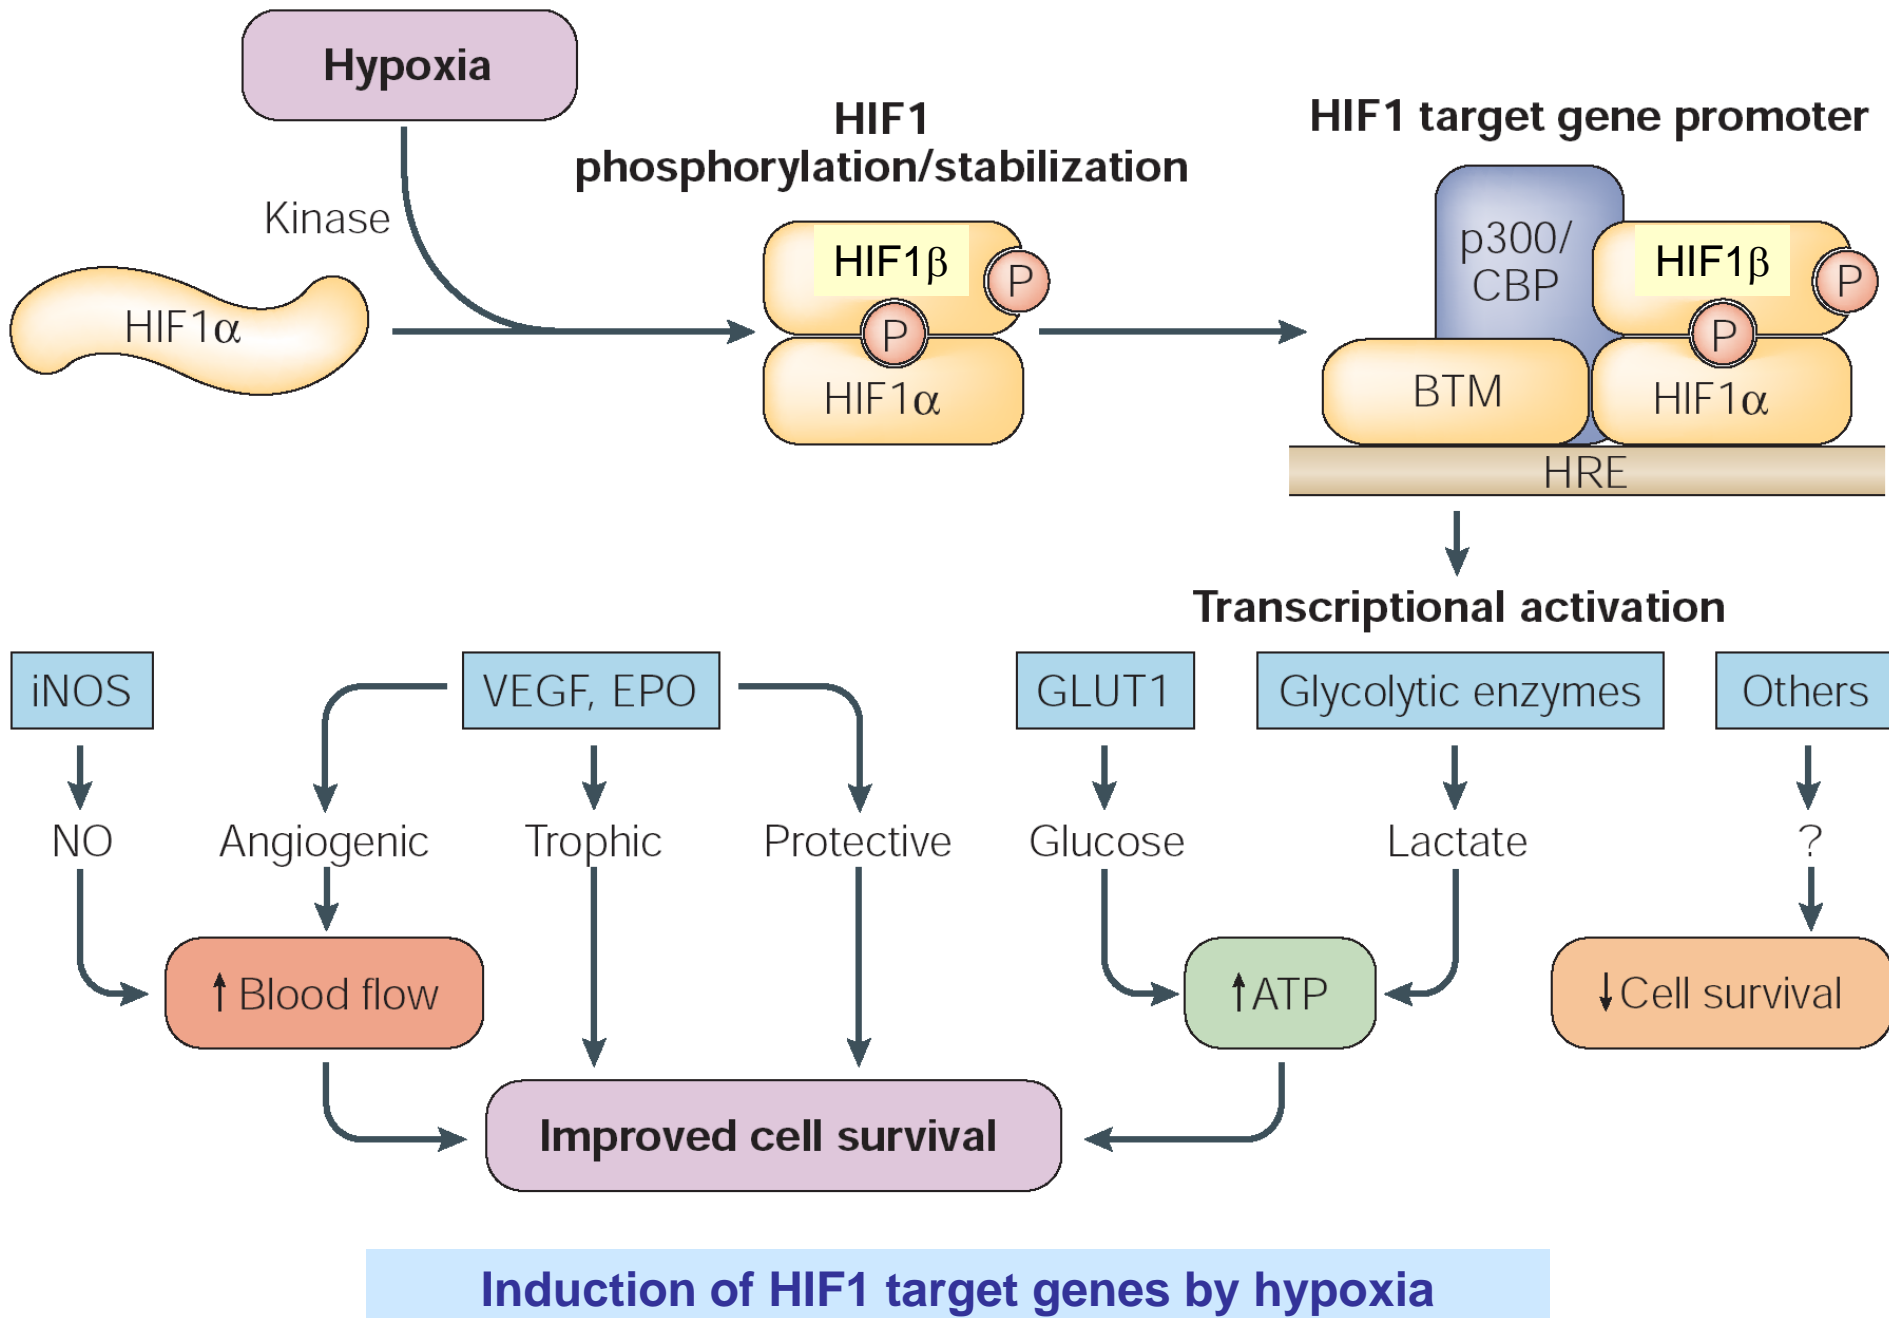 Hypoxia
HIF1
phosphorylation/stabilization
HIF1 target gene promoter
Kinase
HIF1α
HIF1β
P
P
HIF1α
p300/
CBP
HIF1β
P
P
BTM
HIF1α
HRE
Transcriptional activation
iNOS
VEGF, EPO
GLUT1
Glycolytic enzymes
Others
NO
Angiogenic
Trophic
Protective
Glucose
Lactate
?
↑ Blood flow
↑ ATP
↓ Cell survival
Improved cell survival
Induction of HIF1 target genes by hypoxia